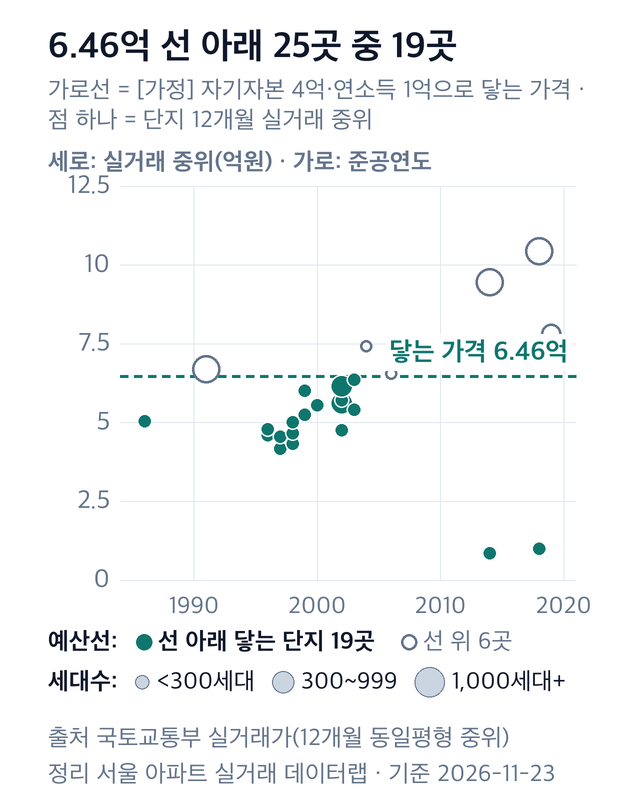 6.46억 선 아래 25곳 중 19곳
가로선 = [가정] 자기자본 4억·연소득 1억으로 닿는 가격 ·
점 하나 = 단지 12개월 실거래 중위
세로: 실거래 중위(억원) · 가로: 준공연도
12.5
10
7.5
닿는 가격 6.46억
5
2.5
0
1990 2000 2010 2020
예산선: 선 아래 닿는 단지 19곳 선 위 6곳
세대수: <300세대 300~999 1,000세대+
출처 국토교통부 실거래가(12개월 동일평형 중위)
정리 서울 아파트 실거래 데이터랩 · 기준 2026-11-23